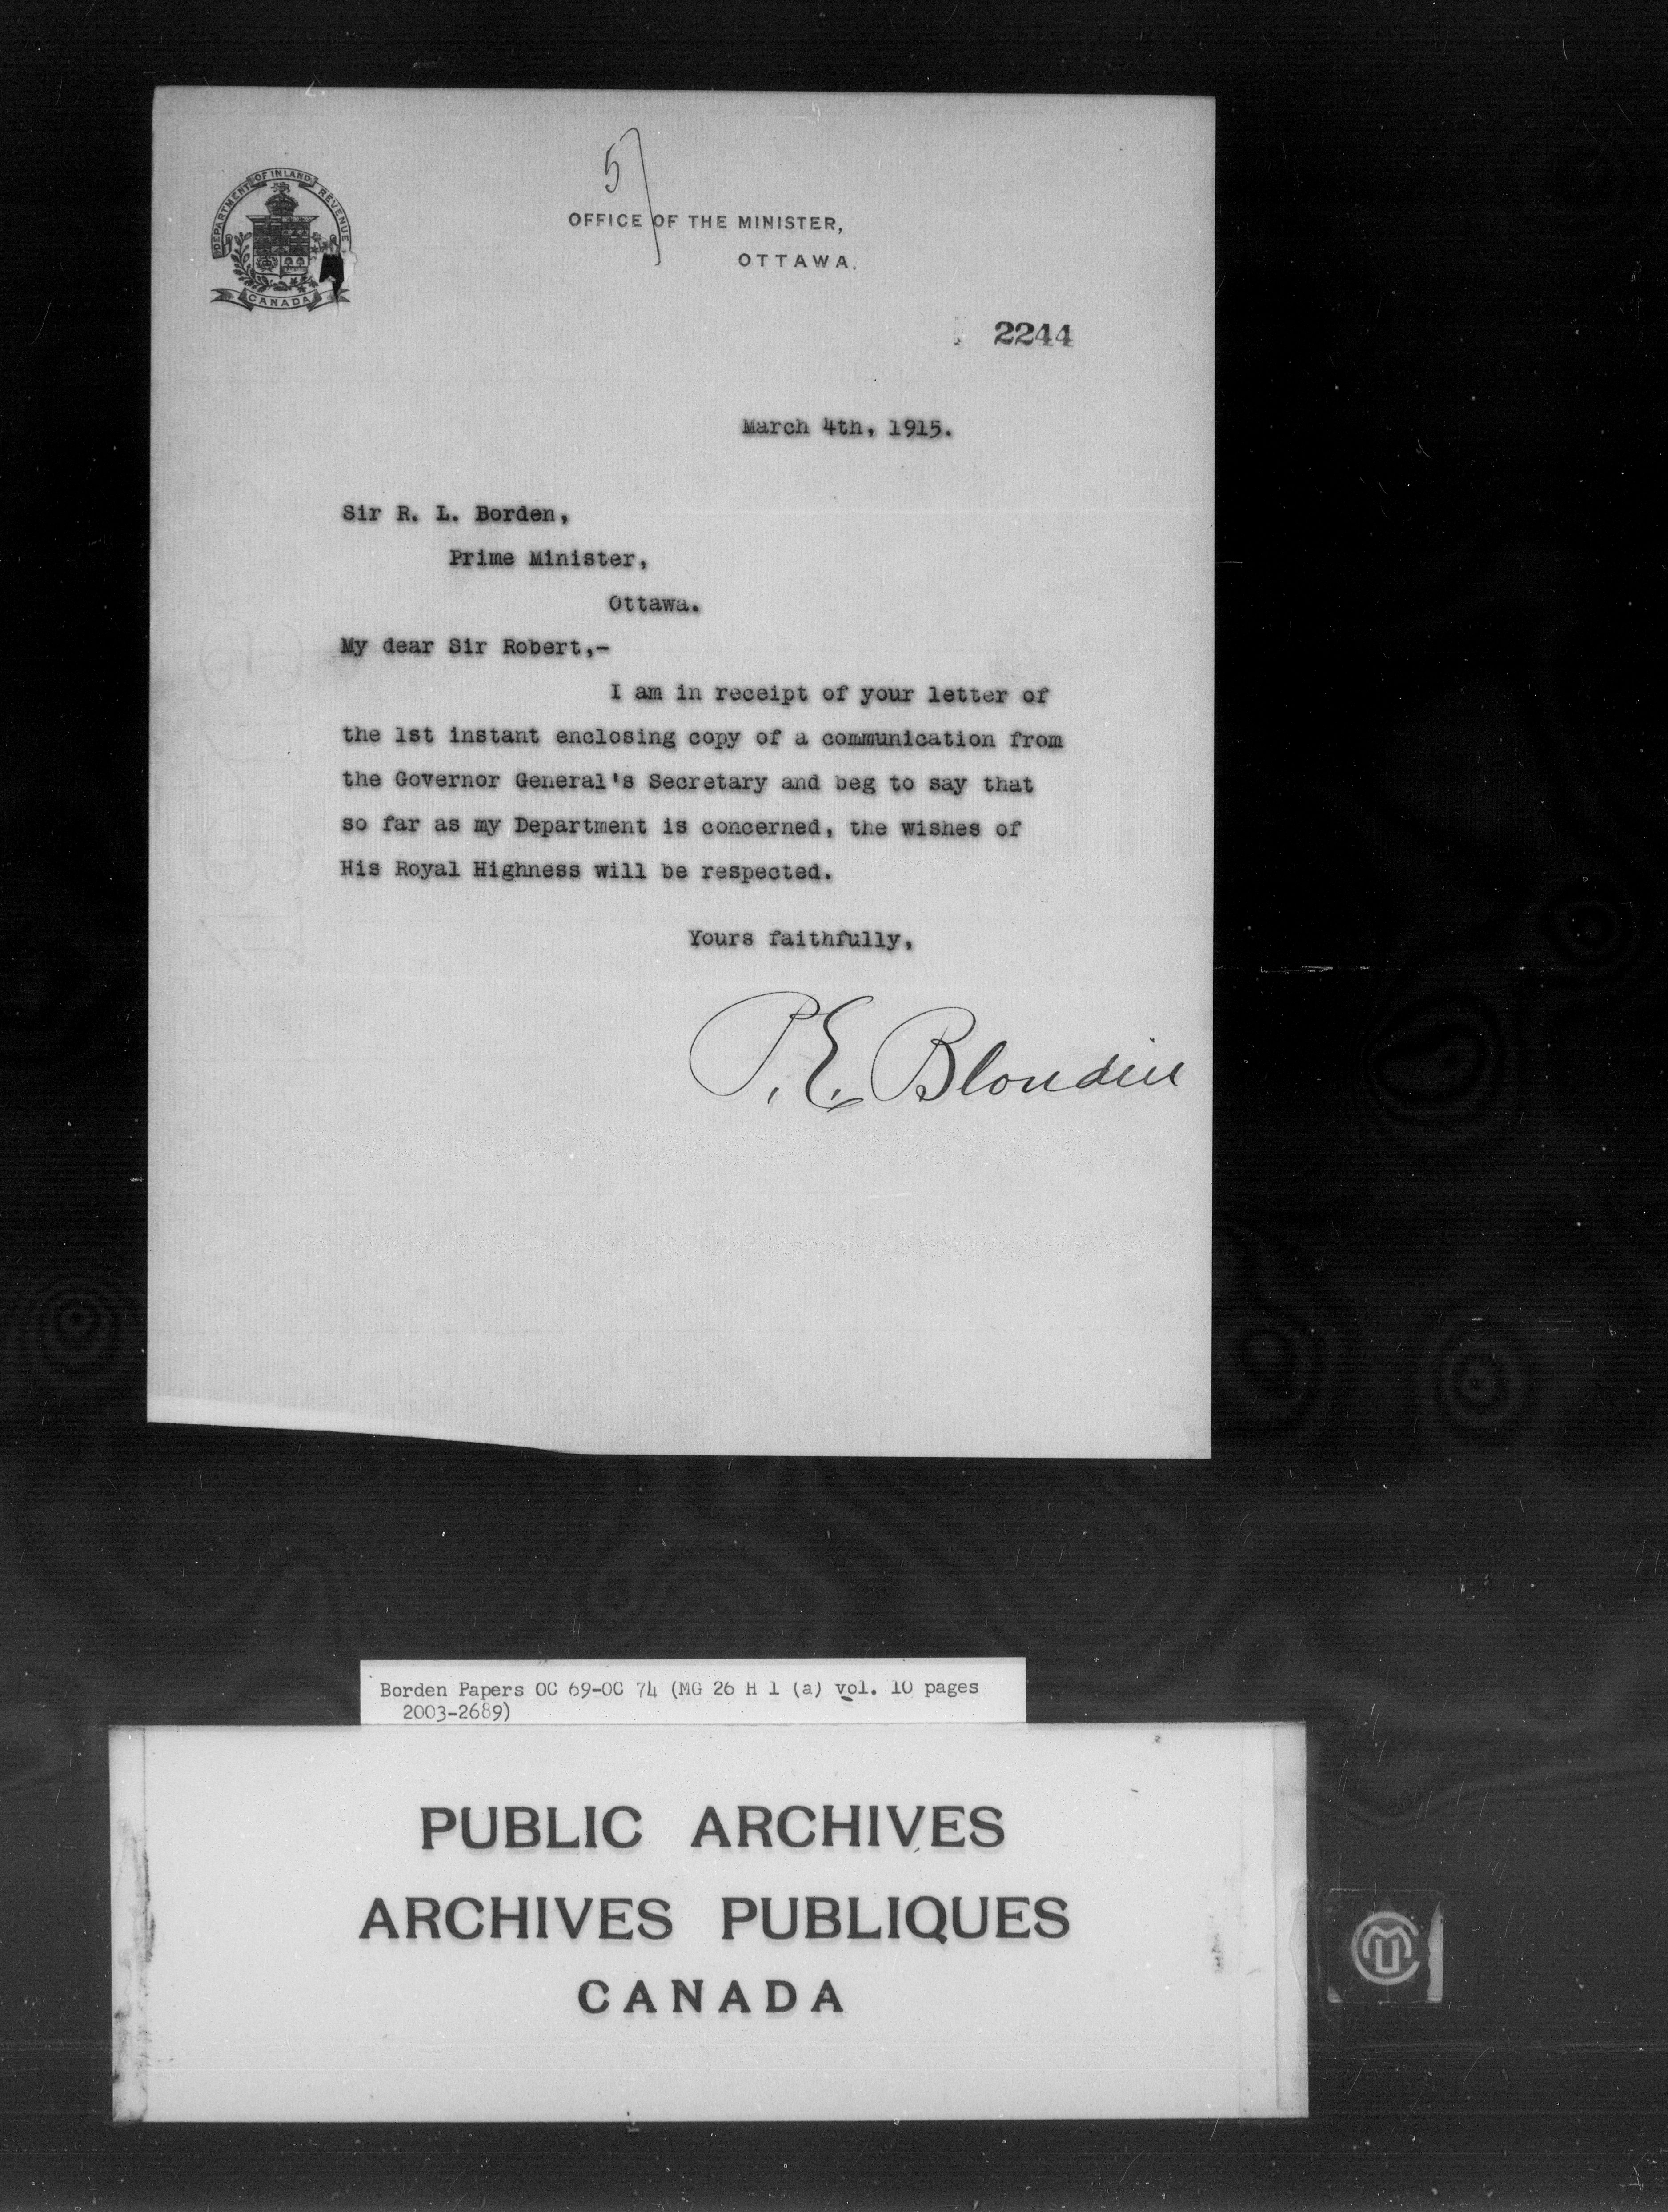 5
DEPARTMENT OF INLAND REVENUE
CANADA
OFFICE OF THE MINISTER,
OTTAWA.
2244
March 4th, 1915.
Sir R. L. Borden,
Prime Minister,
Ottawa.
My dear Sir Robert,-
I am in receipt of your letter of
the 1st instant enclosing copy of a communication from
the Governor General's Secretary and beg to say that
so far as my Department is concerned, the wishes of
His Royal Highness will be respected.
Yours faithfully,
P. E. Blondin
Borden Papers OC 69-OC 74 (MG 26 H 1 (a) vol. 10 pages
2003-2689)
PUBLIC ARCHIVES
ARCHIVES PUBLIQUES
CANADA